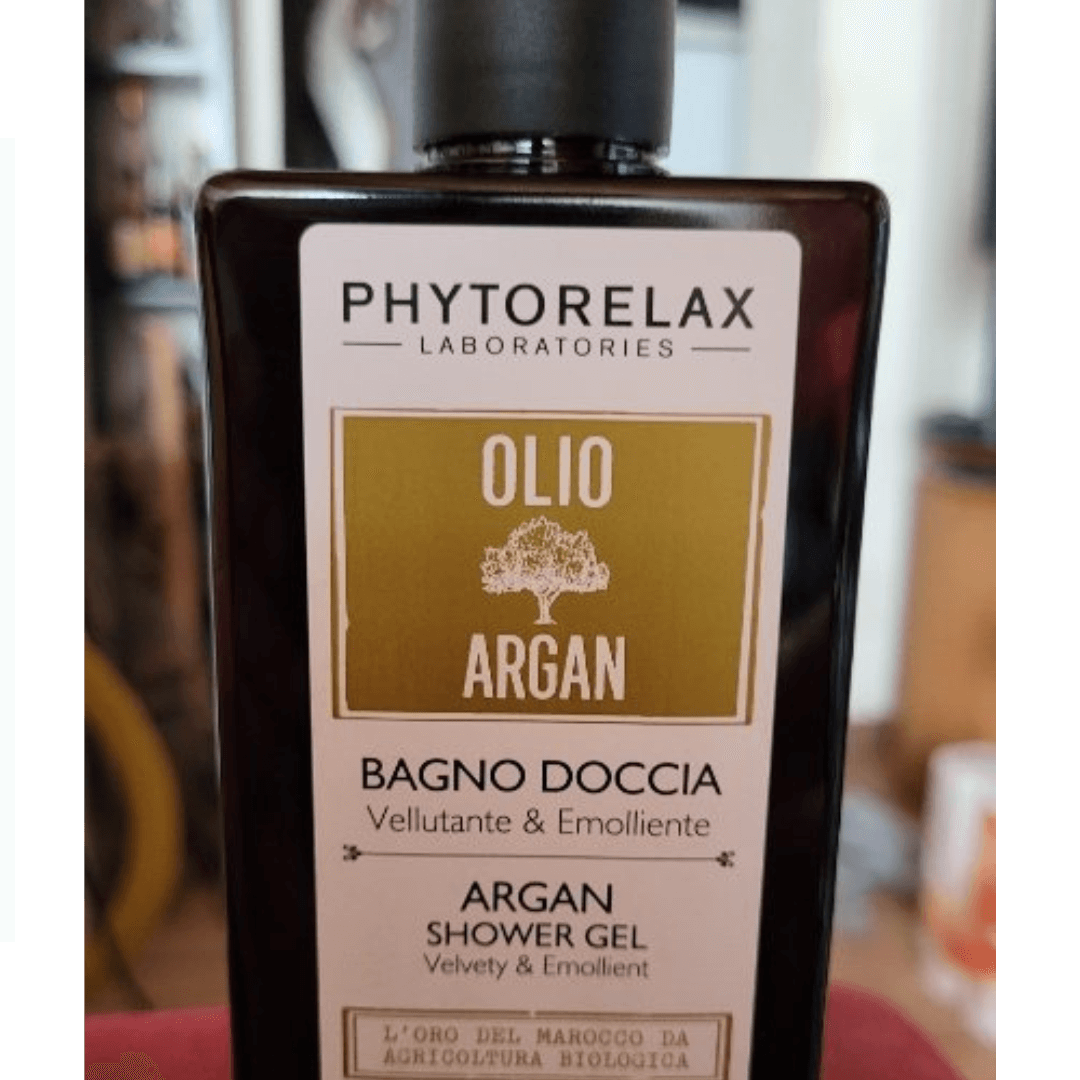 PHYTORELAX
LABORATORIES
OLIO
ARGAN
BAGNO DOCCIA
Vellutante & Emolliente
ARGAN
SHOWER GEL
Velvety & Emollient
L'ORO DEL MAROCCO DA
AGRICOLTURA BIOLOGICA